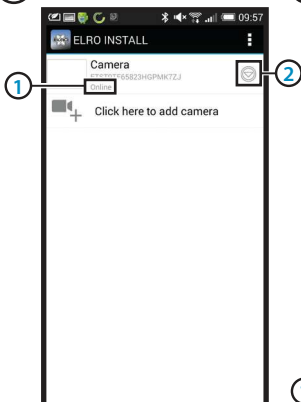 09:57
ELRO INSTALL
Camera
1
Online
2
Click here to add camera